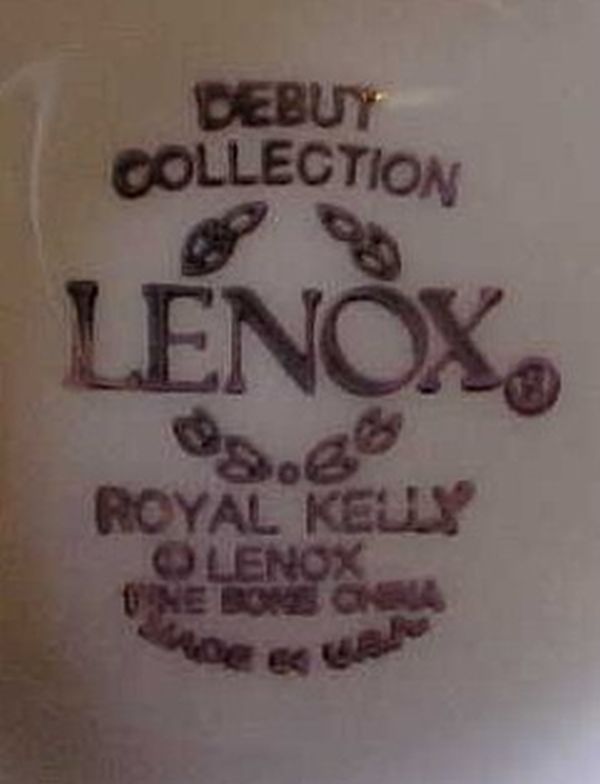 DEBUT
COLLECTION
LENOX®
ROYAL KELLY
© LENOX
FINE BONE CHINA
MADE IN U.S.A.